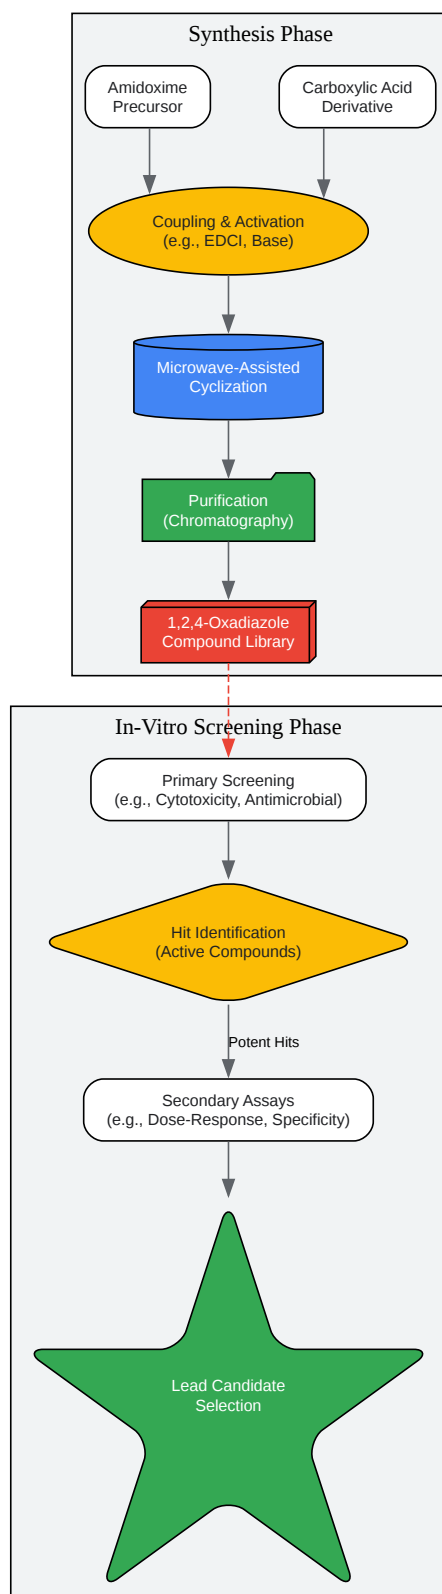 Synthesis Phase
Amidoxime
Precursor
Carboxylic Acid
Derivative
Coupling & Activation
(e.g., EDCI, Base)
Microwave-Assisted
Cyclization
Purification
(Chromatography)
1,2,4-Oxadiazole
Compound Library
In-Vitro Screening Phase
Primary Screening
(e.g., Cytotoxicity, Antimicrobial)
Hit Identification
(Active Compounds)
Potent Hits
Secondary Assays
(e.g., Dose-Response, Specificity)
Lead Candidate
Selection